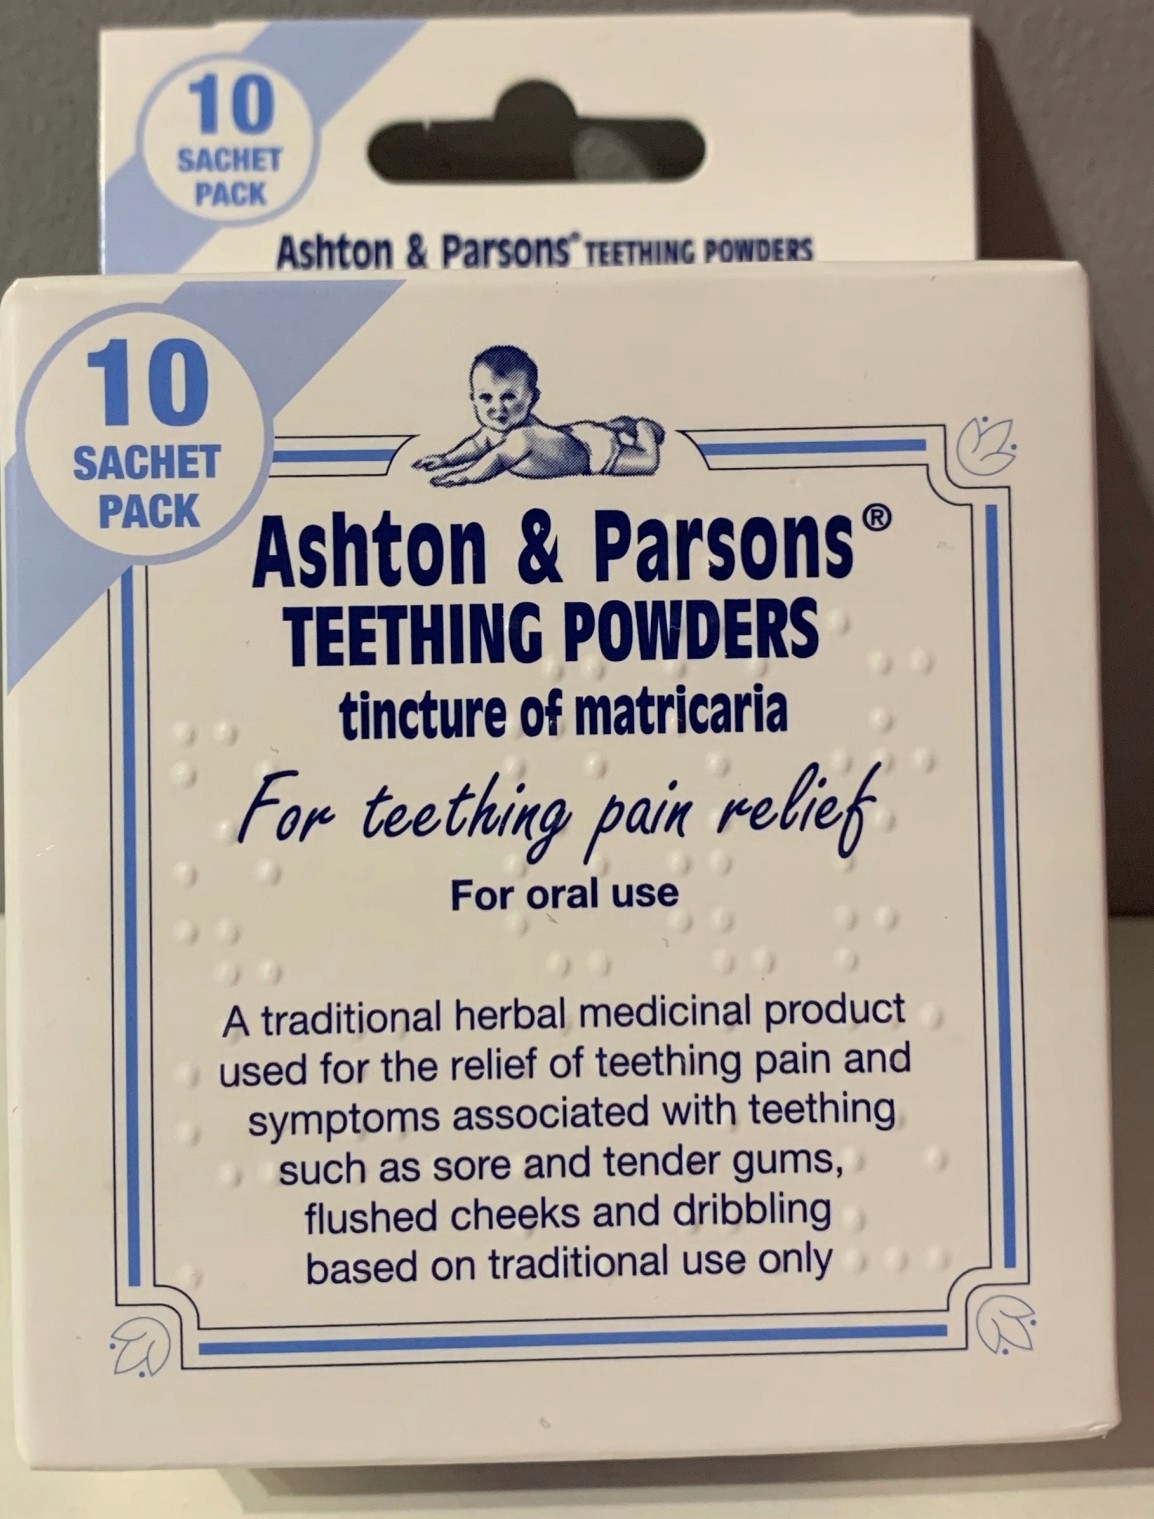 10
SACHET
PACK
Ashton & Parsons® TEETHING POWDERS
10
SACHET
PACK
Ashton & Parsons®
TEETHING POWDERS
tincture of matricaria
For teething pain relief
For oral use
A traditional herbal medicinal product
used for the relief of teething pain and
symptoms associated with teething
such as sore and tender gums,
flushed cheeks and dribbling
based on traditional use only